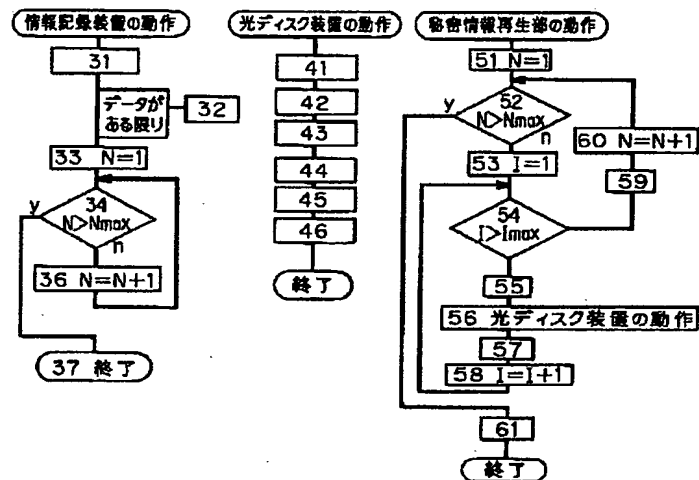 情報記録装置の動作
31
データが
ある限り
32
33 N=1
34
N>Nmax
y
n
36 N=N+1
37 終了
光ディスク装置の動作
41
42
43
44
45
46
終了
秘密情報再生部の動作
51 N=1
52
N>Nmax
y
n
53 I=1
54
I>Imax
55
56 光ディスク装置の動作
57
58 I=I+1
59
60 N=N+1
61
終了